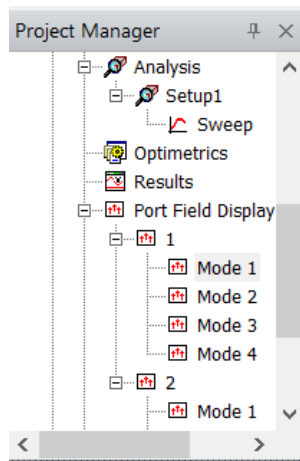 Project Manager
Analysis
Setup1
Sweep
Optimetrics
Results
Port Field Display
1
Mode 1
Mode 2
Mode 3
Mode 4
2
Mode 1